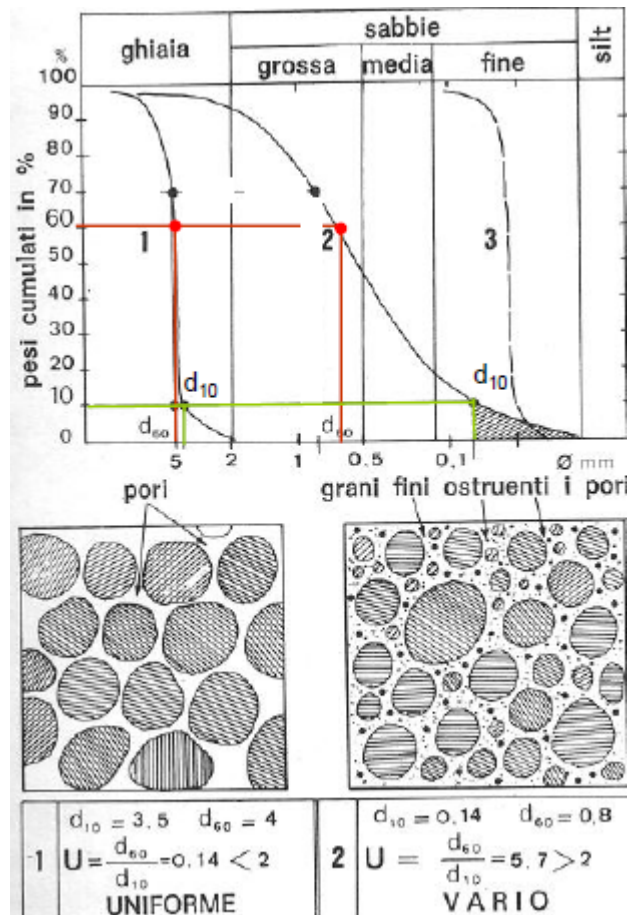 ghiaia
sabbie
silt
grossa media fine
%
pesi cumulati in %
100
90
80
70
60
50
40
30
20
10
0
1
2
3
d10
d10
d60
d60
5 2 1 0.5 0,1 Ø mm
pori
grani fini ostruenti i pori
1
d10 = 3.5 d60 = 4
U = d60/d10 = 0.14 < 2
UNIFORME
2
d10 = 0,14 d60 = 0,8
U = d60/d10 = 5,7 > 2
VARIO